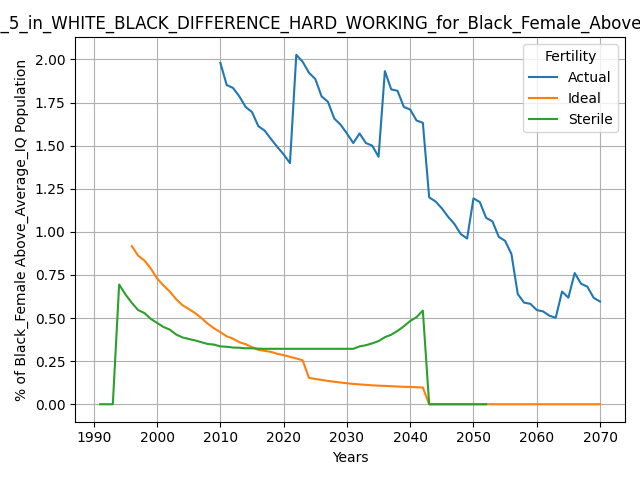 _5_in_WHITE_BLACK_DIFFERENCE_HARD_WORKING_for_Black_Female_Above
% of Black_Female Above_Average_IQ Population
2.00
1.75
1.50
1.25
1.00
0.75
0.50
0.25
0.00
Fertility
Actual
Ideal
Sterile
1990 2000 2010 2020 2030 2040 2050 2060 2070
Years